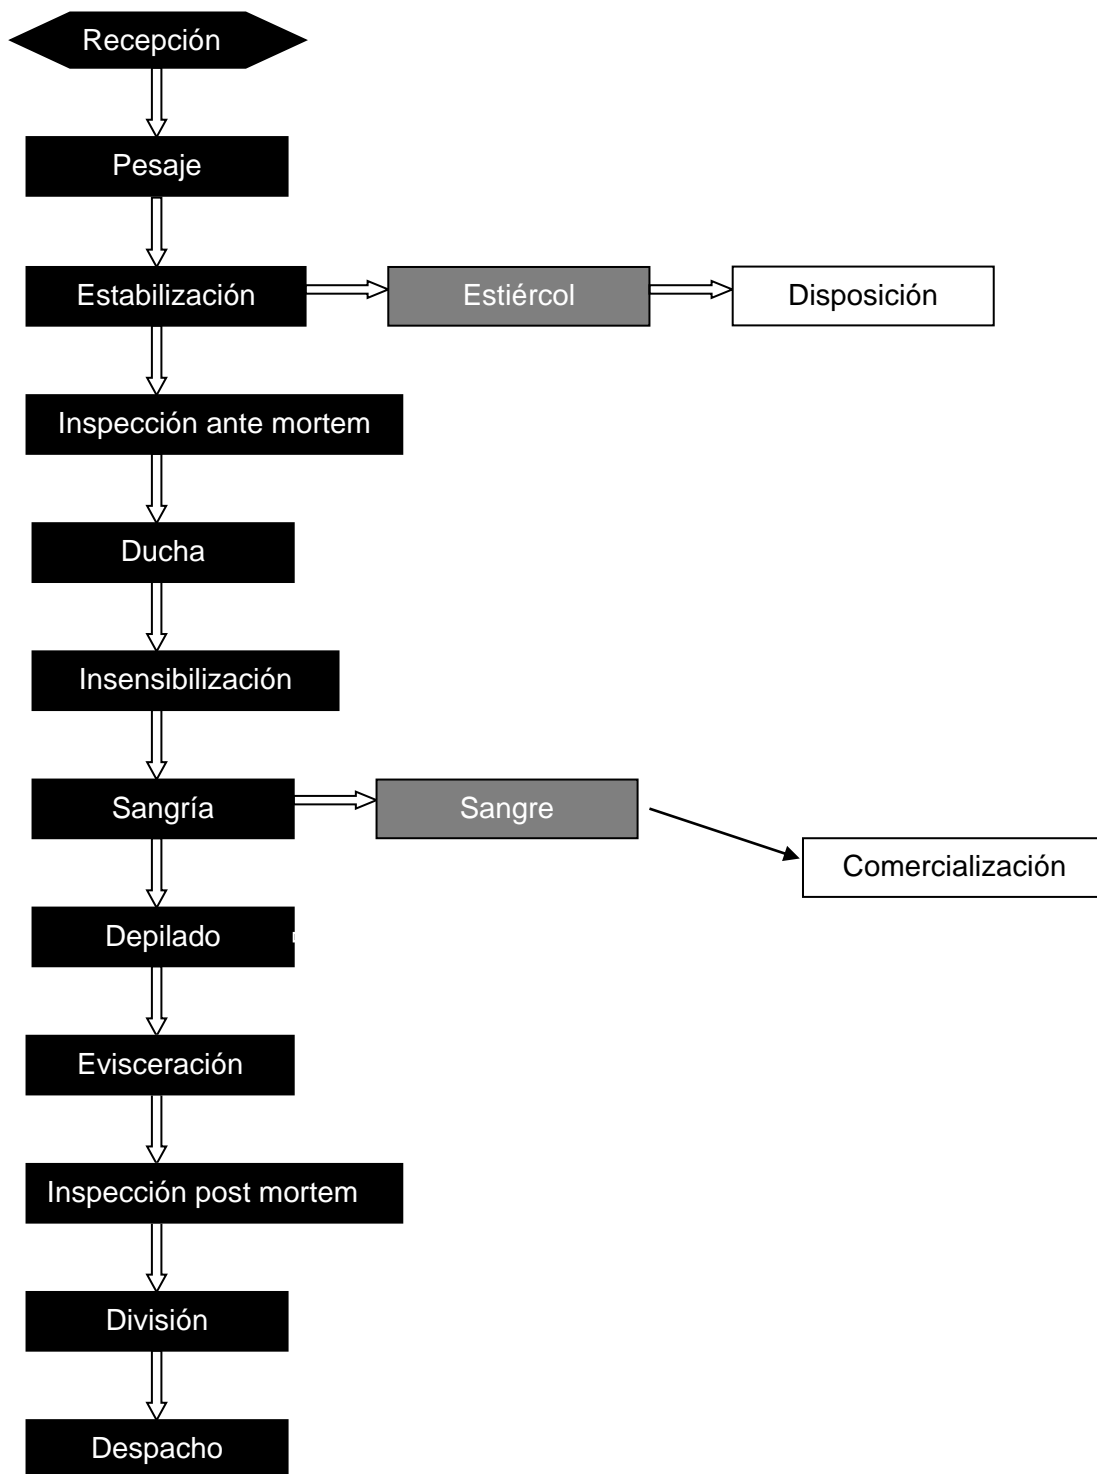 Recepción
Pesaje
Estabilización
Estiércol
Disposición
Inspección ante mortem
Ducha
Insensibilización
Sangría
Sangre
Comercialización
Depilado
Evisceración
Inspección post mortem
División
Despacho